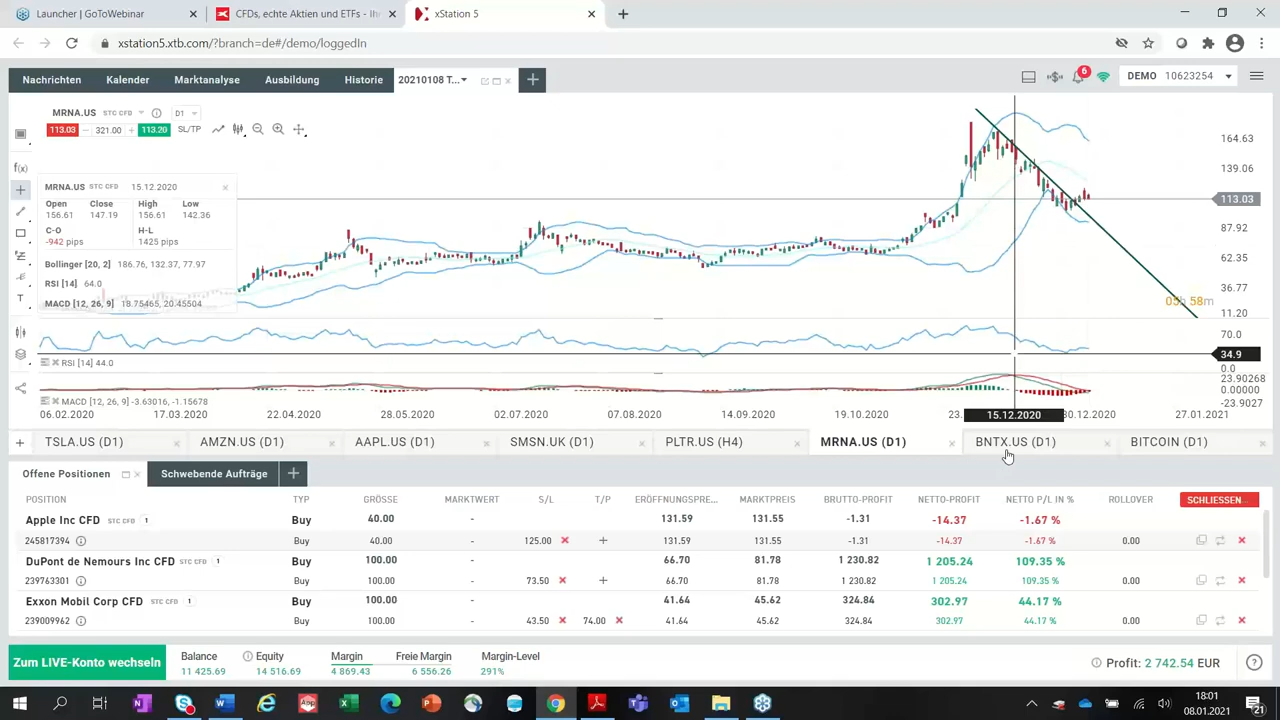 Launcher | GoToWebinar
CFDs, echte Aktien und ETFs - Ih
xStation 5
xstation5.xtb.com/?branch=de#/demo/loggedIn
Nachrichten Kalender Marktanalyse Ausbildung Historie 20210108 T...
6
DEMO 10623254
MRNA.US STC CFD D1
113.03 321.00 113.20 SL/TP
f(x)
T
MRNA.US STC CFD 15.12.2020
Open Close High Low
156.61 147.19 156.61 142.36
C-O H-L
-942 pips 1425 pips
Bollinger [20, 2] 186.76, 132.37, 77.97
RSI [14] 64.0
MACD [12, 26, 9] 18.75465, 20.45504
164.63
139.06
113.03
87.92
62.35
36.77
11.20
05h 58m
70.0
34.9
0.0
RSI [14] 44.0
23.90268
0.00000
-23.9027
MACD [12, 26, 9] -3.63016, -1.15678
06.02.2020 17.03.2020 22.04.2020 28.05.2020 02.07.2020 07.08.2020 14.09.2020 19.10.2020 23. 15.12.2020 30.12.2020 27.01.2021
TSLA.US (D1) AMZN.US (D1) AAPL.US (D1) SMSN.UK (D1) PLTR.US (H4) MRNA.US (D1) BNTX.US (D1) BITCOIN (D1)
Offene Positionen Schwebende Aufträge
POSITION TYP GRÖSSE MARKTWERT S/L T/P ERÖFFNUNGSPRE... MARKTPREIS BRUTTO-PROFIT NETTO-PROFIT NETTO P/L IN % ROLLOVER SCHLIESSEN...
Apple Inc CFD STC CFD 1 Buy 40.00 - 131.59 131.55 -1.31 -14.37 -1.67 %
245817394 Buy 40.00 - 125.00 131.59 131.55 -1.31 -14.37 -1.67 % 0.00
DuPont de Nemours Inc CFD STC CFD 1 Buy 100.00 - 66.70 81.78 1 230.82 1 205.24 109.35 %
239763301 Buy 100.00 - 73.50 66.70 81.78 1 230.82 1 205.24 109.35 % 0.00
Exxon Mobil Corp CFD STC CFD 1 Buy 100.00 - 41.64 45.62 324.84 302.97 44.17 %
239009962 Buy 100.00 - 43.50 74.00 41.64 45.62 324.84 302.97 44.17 % 0.00
Zum LIVE-Konto wechseln
Balance Equity Margin Freie Margin Margin-Level
11 425.69 14 516.69 4 869.43 6 556.26 291%
Profit: 2 742.54 EUR
18:01
08.01.2021
21